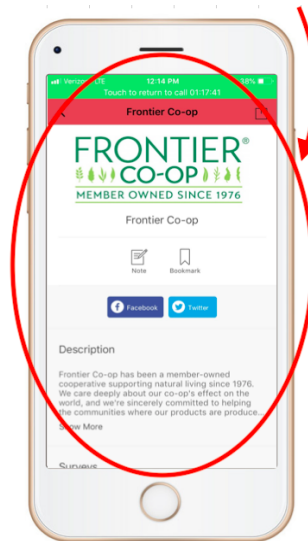 Verizon LTE 12:14 PM 58%
Touch to return to call 01:17:41
Frontier Co-op
FRONTIER®
CO-OP
MEMBER OWNED SINCE 1976
Frontier Co-op
Note Bookmark
Facebook Twitter
Description
Frontier Co-op has been a member-owned
cooperative supporting natural living since 1976.
We care deeply about our co-op's effect on the
world, and we're sincerely committed to helping
the communities where our products are produce...
Show More
Surveys